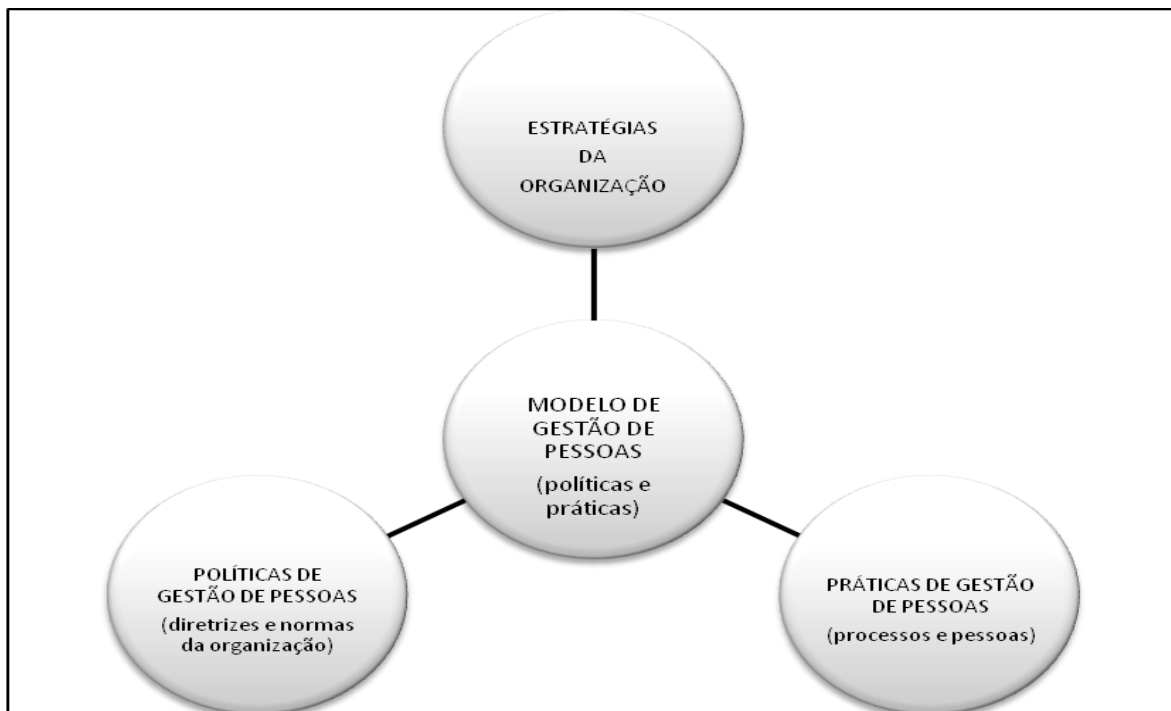 ESTRATÉGIAS
DA
ORGANIZAÇÃO
MODELO DE
GESTÃO DE
PESSOAS
(políticas e
práticas)
POLÍTICAS DE
GESTÃO DE PESSOAS
(diretrizes e normas
da organização)
PRÁTICAS DE GESTÃO
DE PESSOAS
(processos e pessoas)